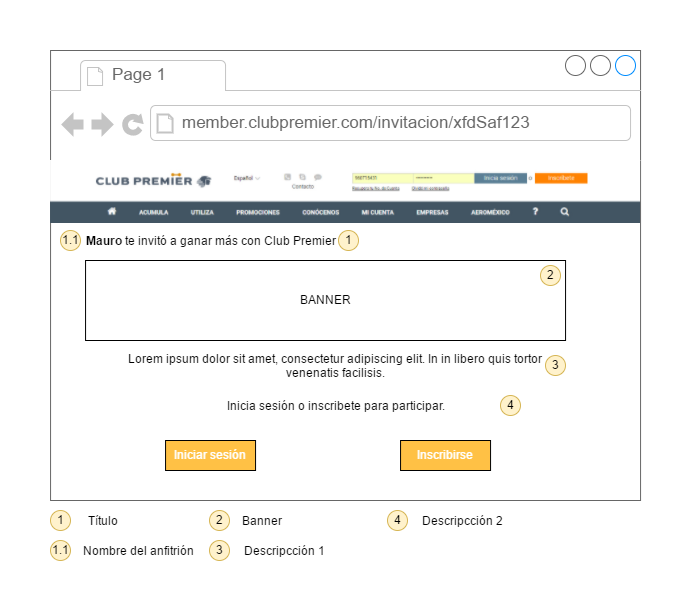 Page 1
member.clubpremier.com/invitacion/xfdSaf123
CLUB PREMIER
Español
Contacto
Iniciar sesión o Inscríbete
Recupera tu No. de Cuenta Olvidé mi contraseña
ACUMULA UTILIZA PROMOCIONES CONÓCENOS MI CUENTA EMPRESAS AEROMÉXICO ?
1.1 Mauro te invitó a ganar más con Club Premier 1
2
BANNER
Lorem ipsum dolor sit amet, consectetur adipiscing elit. In in libero quis tortor
venenatis facilisis.
3
Inicia sesión o inscribete para participar. 4
Iniciar sesión Inscribirse
1 Título 2 Banner 4 Descripcción 2
1.1 Nombre del anfitrión 3 Descripcción 1